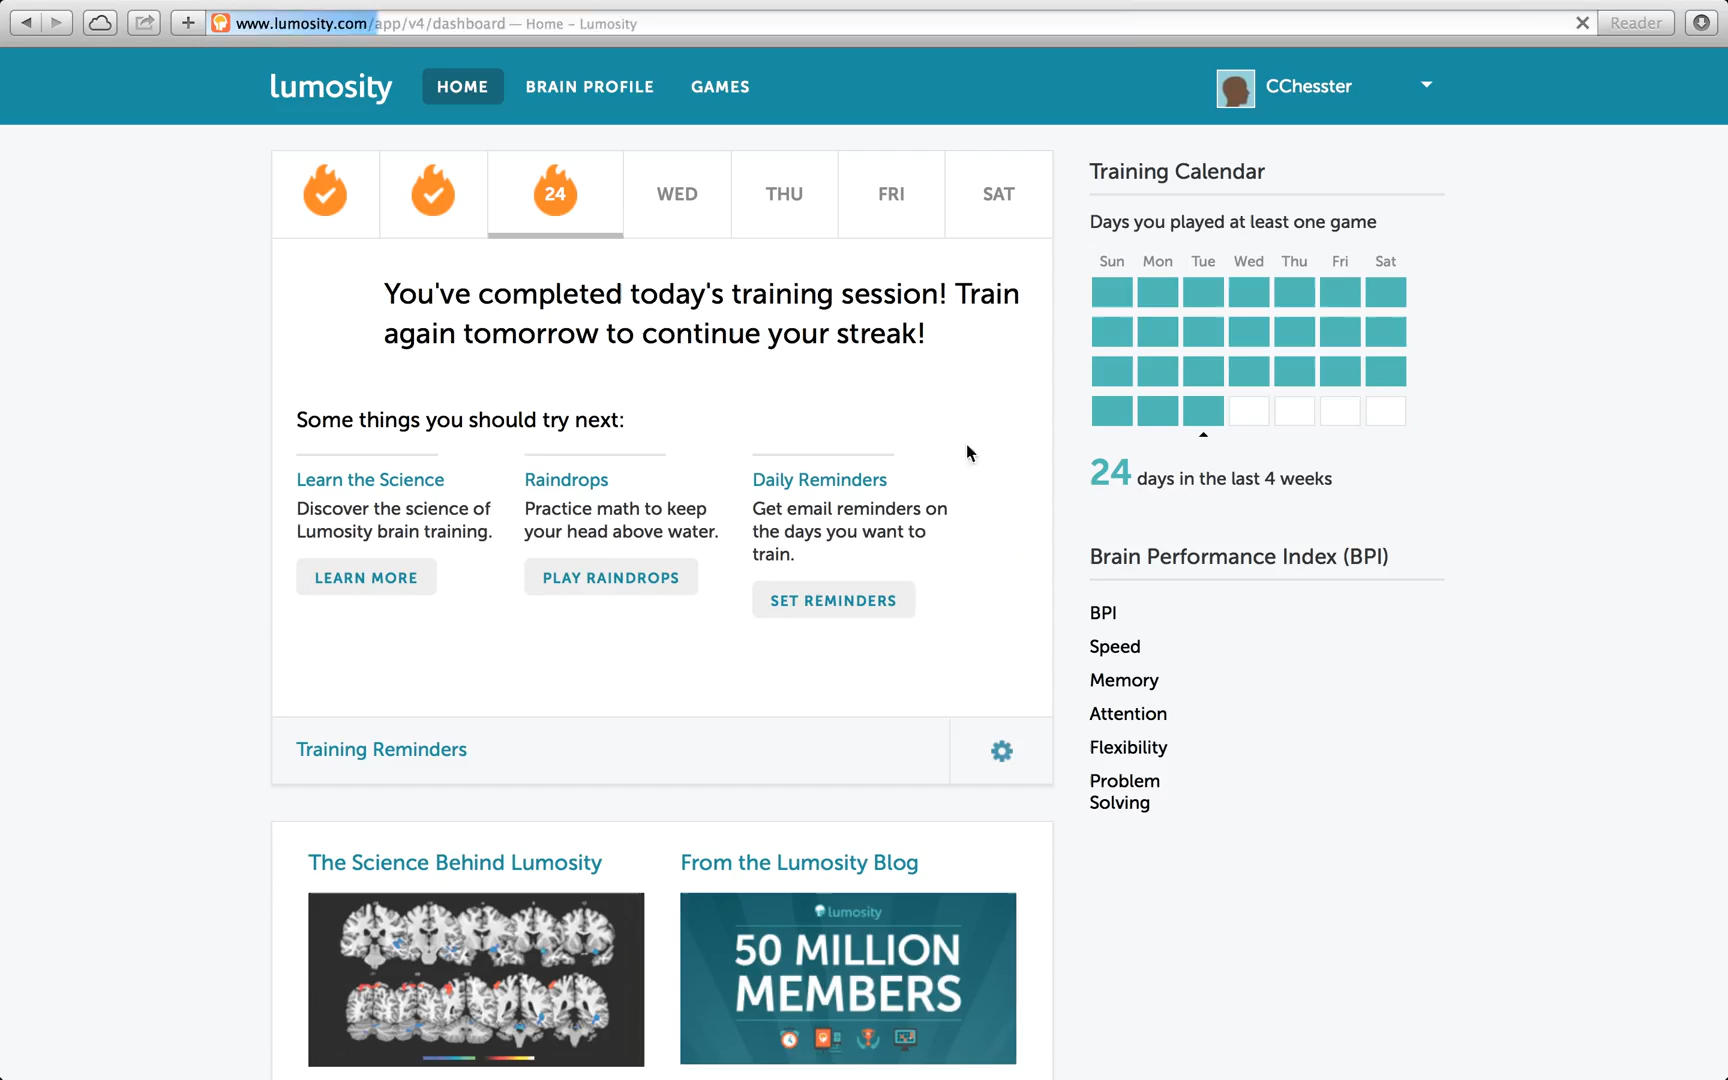 www.lumosity.com/app/v4/dashboard — Home – Lumosity
Reader
lumosity
HOME
BRAIN PROFILE
GAMES
CChesster
24
WED
THU
FRI
SAT
You've completed today's training session! Train
again tomorrow to continue your streak!
Some things you should try next:
Learn the Science
Discover the science of
Lumosity brain training.
LEARN MORE
Raindrops
Practice math to keep
your head above water.
PLAY RAINDROPS
Daily Reminders
Get email reminders on
the days you want to
train.
SET REMINDERS
Training Reminders
Training Calendar
Days you played at least one game
Sun Mon Tue Wed Thu Fri Sat
24 days in the last 4 weeks
Brain Performance Index (BPI)
BPI
Speed
Memory
Attention
Flexibility
Problem
Solving
The Science Behind Lumosity
From the Lumosity Blog
lumosity
50 MILLION
MEMBERS